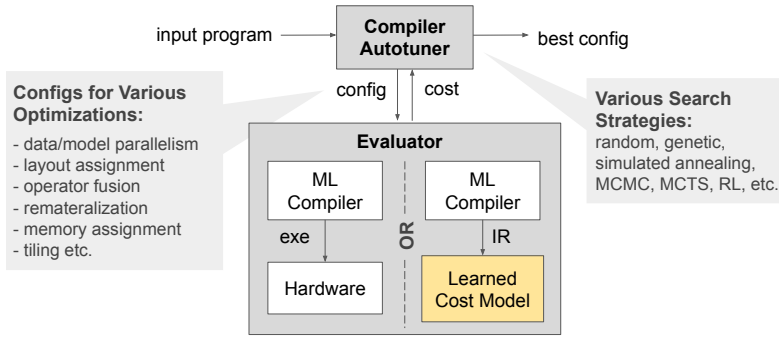 input program
Compiler
Autotuner
best config
config
cost
Configs for Various
Optimizations:
- data/model parallelism
- layout assignment
- operator fusion
- remateralization
- memory assignment
- tiling etc.
Various Search
Strategies:
random, genetic,
simulated annealing,
MCMC, MCTS, RL, etc.
Evaluator
ML
Compiler
exe
Hardware
OR
ML
Compiler
IR
Learned
Cost Model